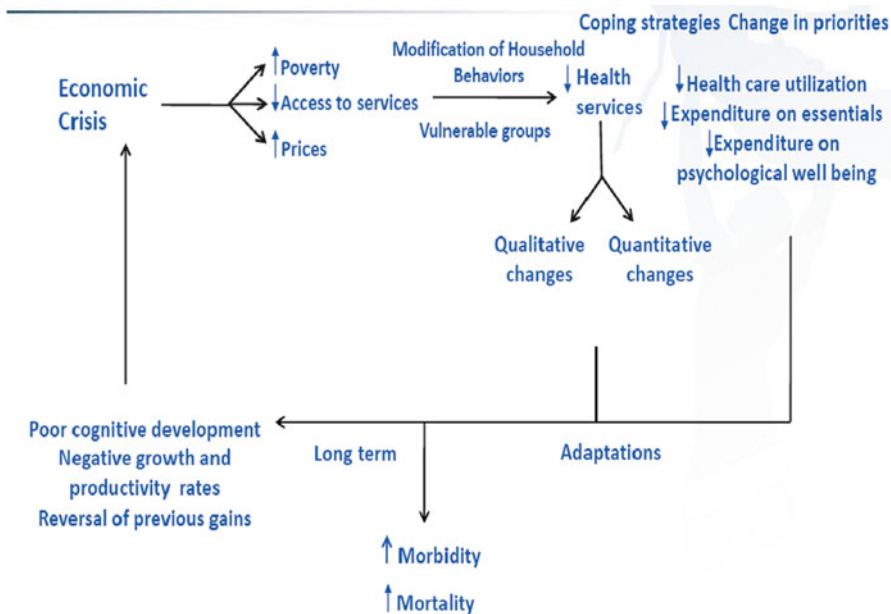 Coping strategies Change in priorities
Economic
Crisis
↑Poverty
↓Access to services
↑Prices
Modification of Household
Behaviors
Vulnerable groups
↓Health
services
↓Health care utilization
↓Expenditure on essentials
↓Expenditure on
psychological well being
Qualitative
changes
Quantitative
changes
Poor cognitive development
Negative growth and
productivity rates
Reversal of previous gains
Long term
Adaptations
↑Morbidity
↑Mortality